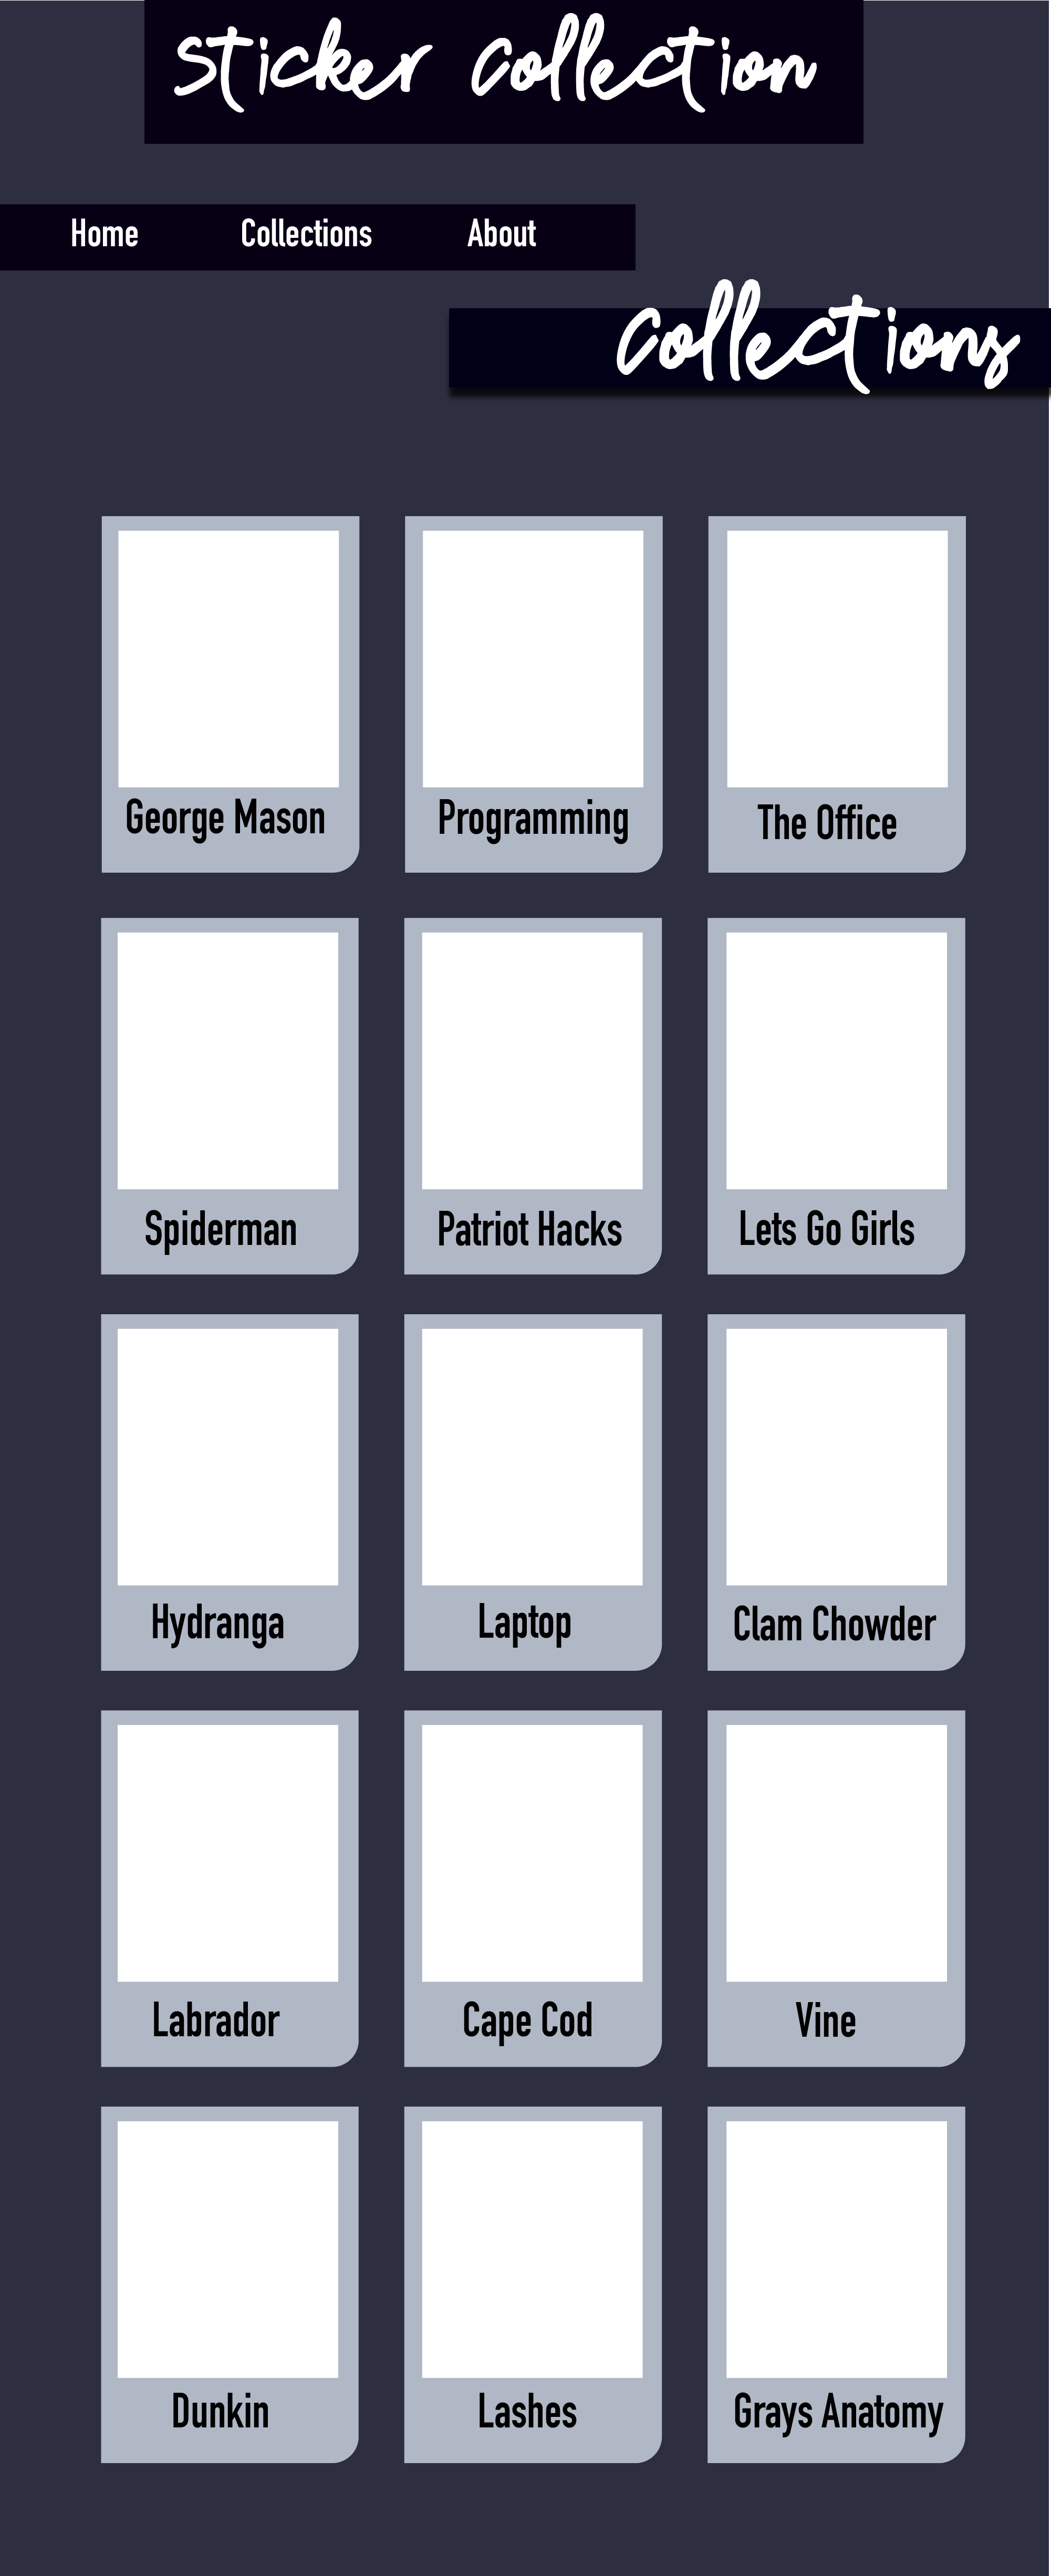 Sticker Collection
Home Collections About
Collections
George Mason Programming The Office
Spiderman Patriot Hacks Lets Go Girls
Hydranga Laptop Clam Chowder
Labrador Cape Cod Vine
Dunkin Lashes Grays Anatomy